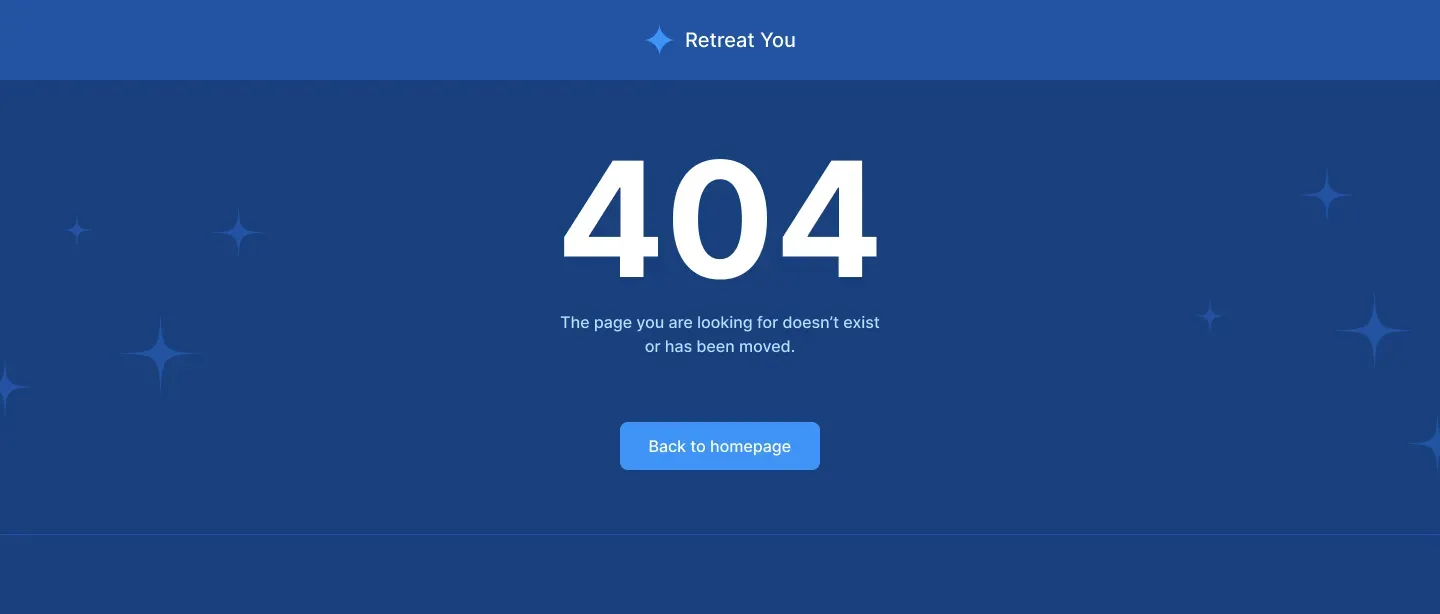 Retreat You
404
The page you are looking for doesn’t exist
or has been moved.
Back to homepage